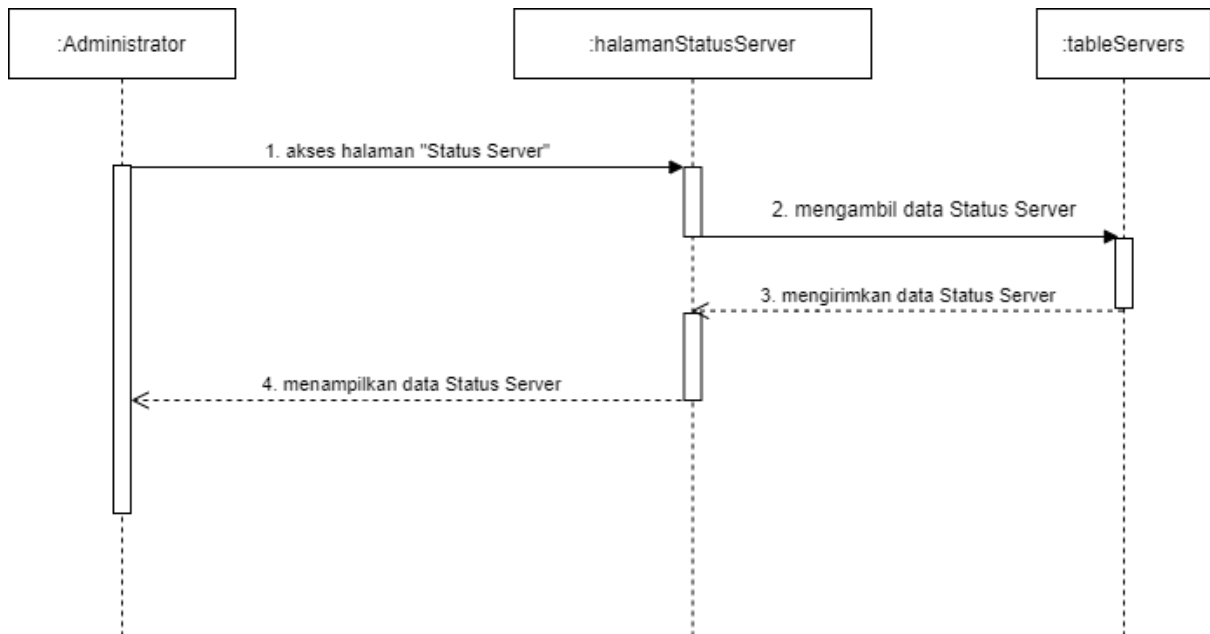 :Administrator
:halamanStatusServer
:tableServers
1. akses halaman "Status Server"
2. mengambil data Status Server
3. mengirimkan data Status Server
4. menampilkan data Status Server